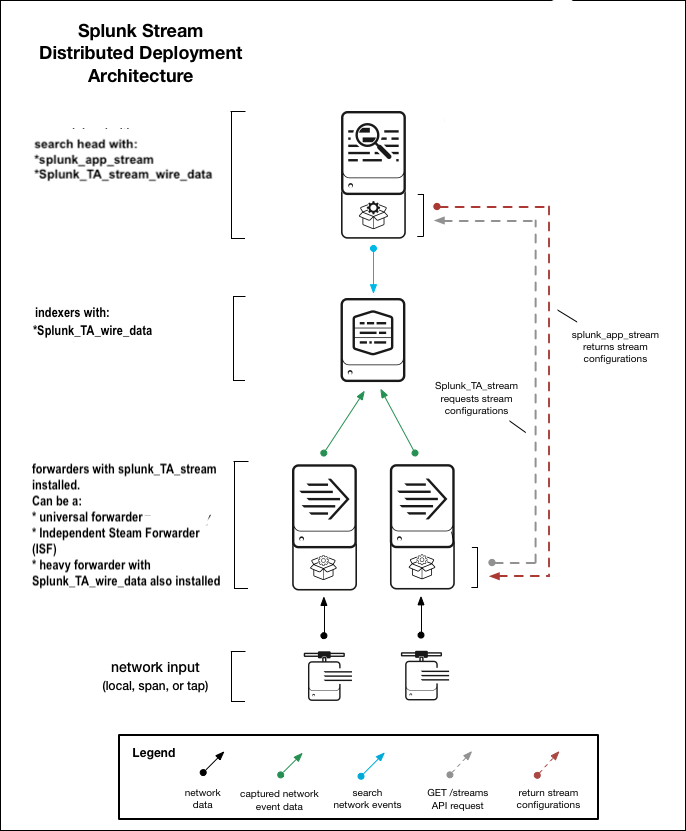 Splunk Stream
Distributed Deployment
Architecture
search head with:
*splunk_app_stream
*Splunk_TA_stream_wire_data
indexers with:
*Splunk_TA_wire_data
splunk_app_stream
returns stream
configurations
Splunk_TA_stream
requests stream
configurations
forwarders with splunk_TA_stream
installed.
Can be a:
* universal forwarder
* Independent Steam Forwarder
(ISF)
* heavy forwarder with
Splunk_TA_wire_data also installed
network input
(local, span, or tap)
Legend
network
data
captured network
event data
search
network events
GET /streams
API request
return stream
configurations